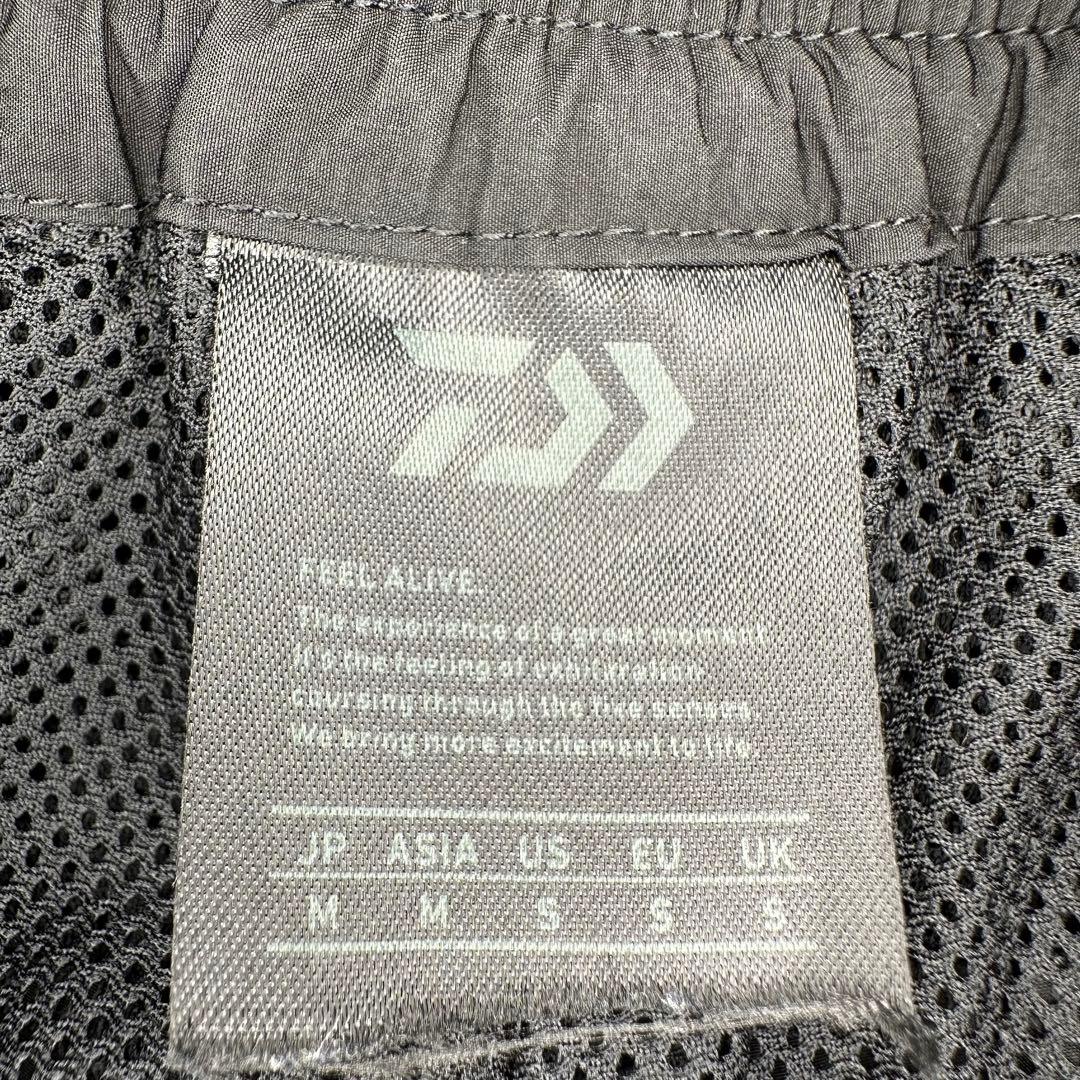 FEEL ALIVE.
The experience of a great moment.
It's the feeling of exhilaration
coursing through the five senses.
We bring more excitement to life.
JP ASIA US EU UK
M M S S S